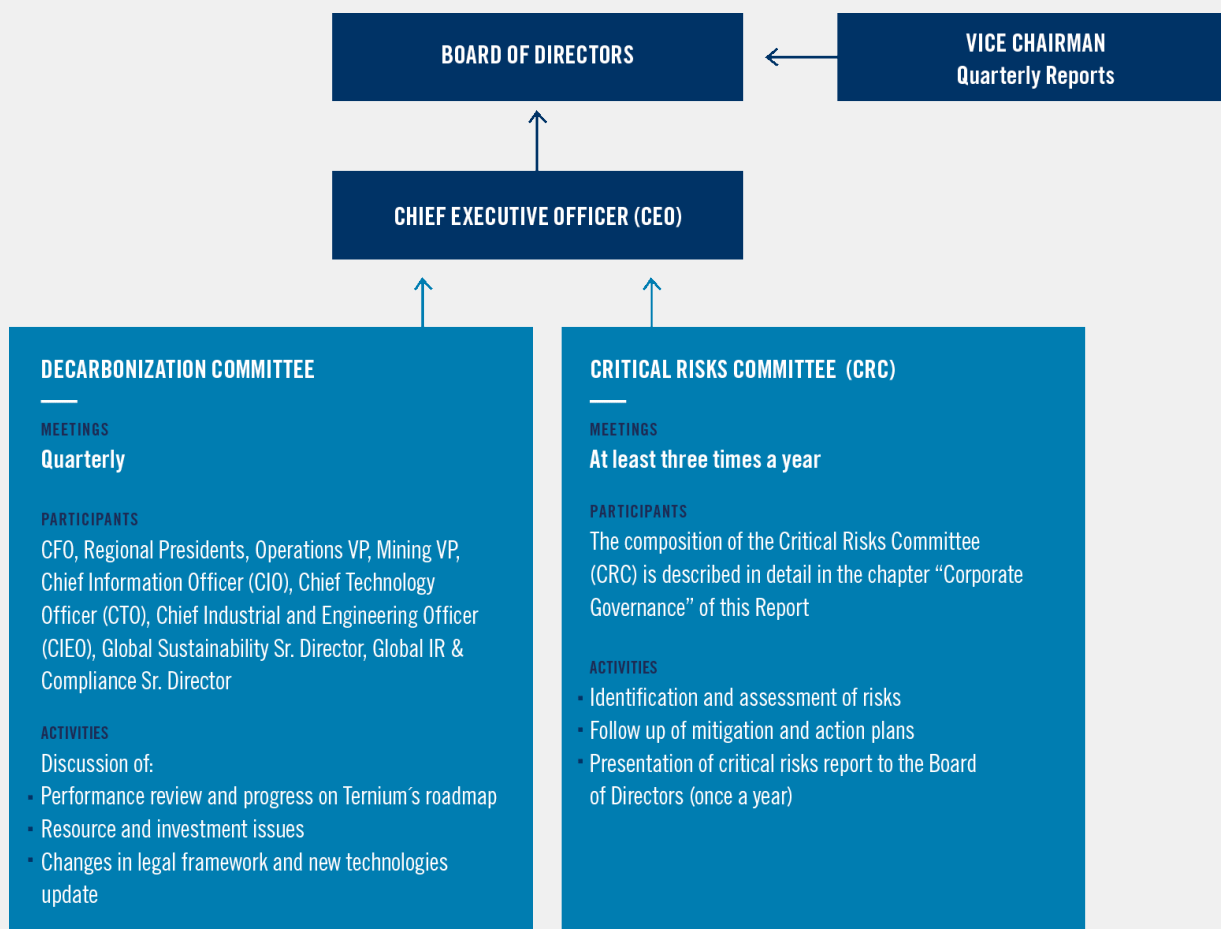 BOARD OF DIRECTORS
VICE CHAIRMAN
Quarterly Reports
CHIEF EXECUTIVE OFFICER (CEO)
DECARBONIZATION COMMITTEE
MEETINGS
Quarterly
PARTICIPANTS
CFO, Regional Presidents, Operations VP, Mining VP,
Chief Information Officer (CIO), Chief Technology
Officer (CTO), Chief Industrial and Engineering Officer
(CIEO), Global Sustainability Sr. Director, Global IR &
Compliance Sr. Director
ACTIVITIES
Discussion of:
▪ Performance review and progress on Ternium´s roadmap
▪ Resource and investment issues
▪ Changes in legal framework and new technologies
update
CRITICAL RISKS COMMITTEE (CRC)
MEETINGS
At least three times a year
PARTICIPANTS
The composition of the Critical Risks Committee
(CRC) is described in detail in the chapter “Corporate
Governance” of this Report
ACTIVITIES
▪ Identification and assessment of risks
▪ Follow up of mitigation and action plans
▪ Presentation of critical risks report to the Board
of Directors (once a year)